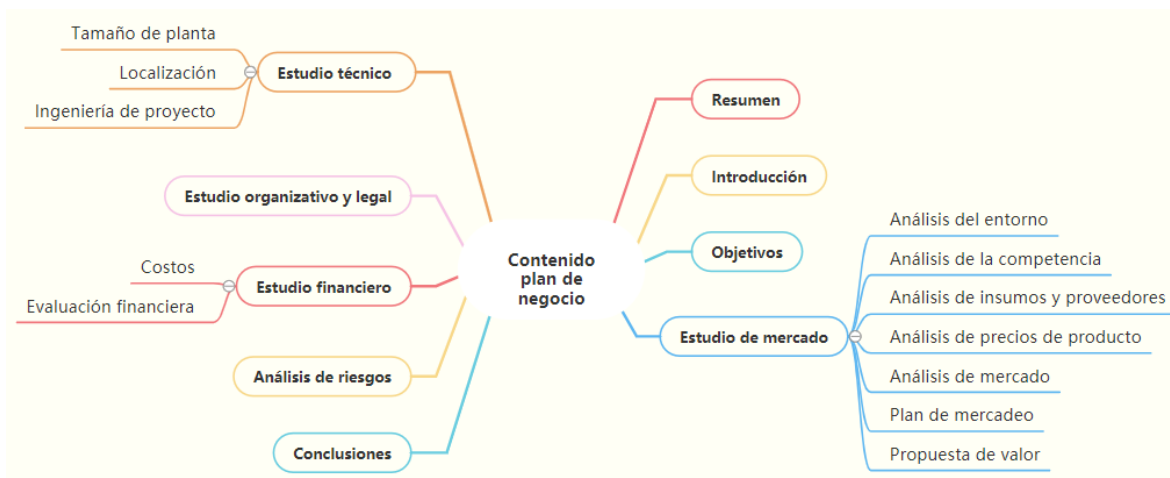 Tamaño de planta
Localización
Ingeniería de proyecto
Estudio técnico
Estudio organizativo y legal
Costos
Evaluación financiera
Estudio financiero
Análisis de riesgos
Conclusiones
Contenido
plan de
negocio
Resumen
Introducción
Objetivos
Estudio de mercado
Análisis del entorno
Análisis de la competencia
Análisis de insumos y proveedores
Análisis de precios de producto
Análisis de mercado
Plan de mercadeo
Propuesta de valor